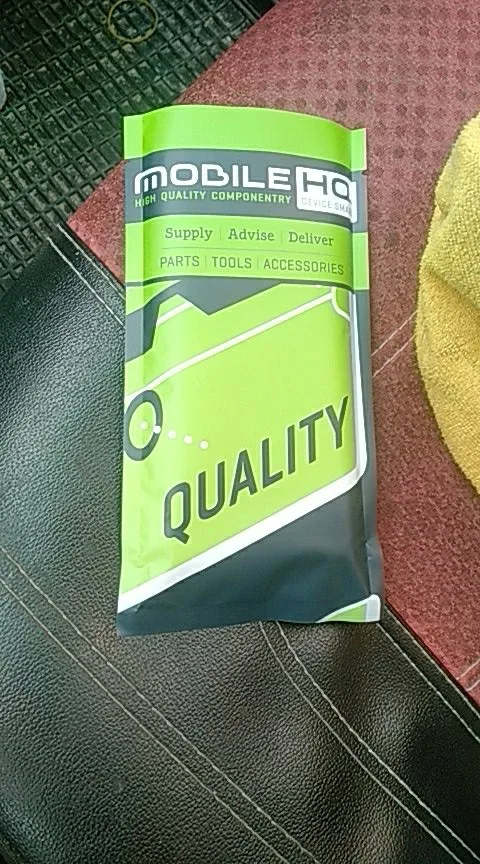 MOBILE HQ
HIGH QUALITY COMPONENTRY
Supply | Advise | Deliver
PARTS | TOOLS | ACCESSORIES
QUALITY